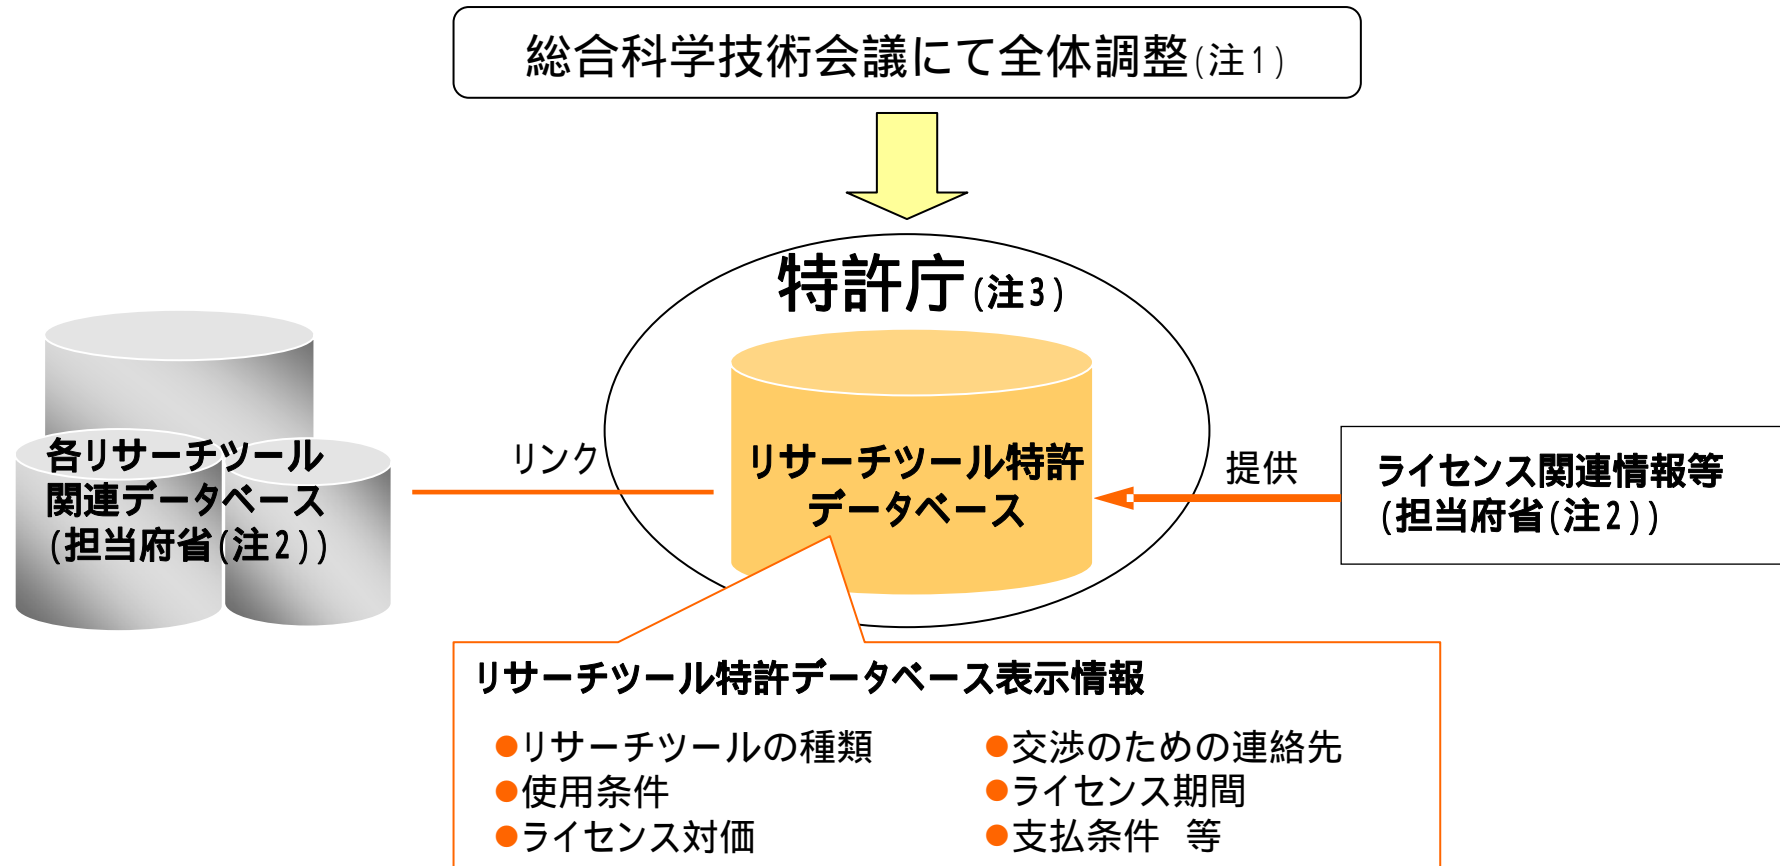 総合科学技術会議にて全体調整(注1)
特許庁(注3)
各リサーチツール
関連データベース
(担当府省(注2))
リンク
リサーチツール特許
データベース
提供
ライセンス関連情報等
(担当府省(注2))
リサーチツール特許データベース表示情報
●リサーチツールの種類
●使用条件
●ライセンス対価
●交渉のための連絡先
●ライセンス期間
●支払条件　等